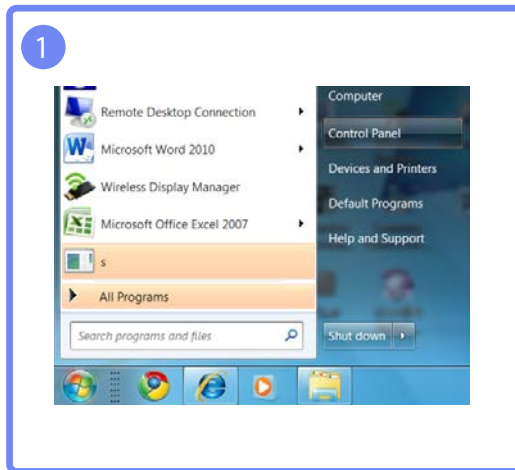 1
Remote Desktop Connection
Microsoft Word 2010
Wireless Display Manager
Microsoft Office Excel 2007
s
All Programs
Search programs and files
Computer
Control Panel
Devices and Printers
Default Programs
Help and Support
Shut down